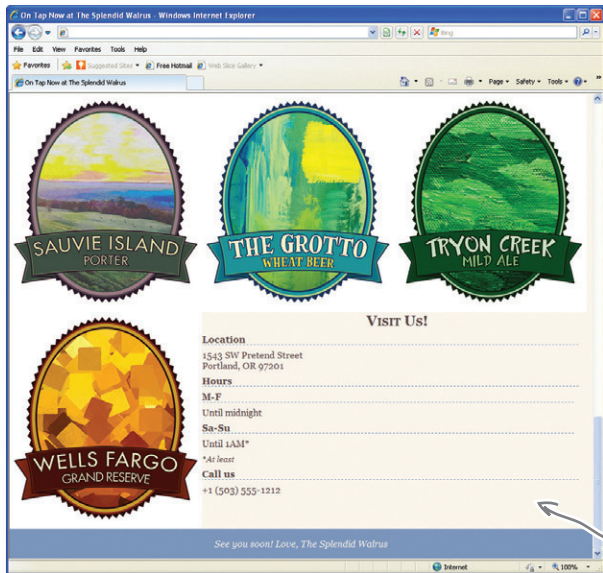 On Tap Now at The Splendid Walrus - Windows Internet Explorer
Bing
File Edit View Favorites Tools Help
Favorites Suggested Sites Free Hotmail Web Slice Gallery
On Tap Now at The Splendid Walrus Page Safety Tools
SAUVIE ISLAND
PORTER
THE GROTTO
WHEAT BEER
TRYON CREEK
MILD ALE
WELLS FARGO
GRAND RESERVE
VISIT US!
Location
1543 SW Pretend Street
Portland, OR 97201
Hours
M-F
Until midnight
Sa-Su
Until 1AM*
*At least
Call us
+1 (503) 555-1212
See you soon! Love, The Splendid Walrus
Internet 100%